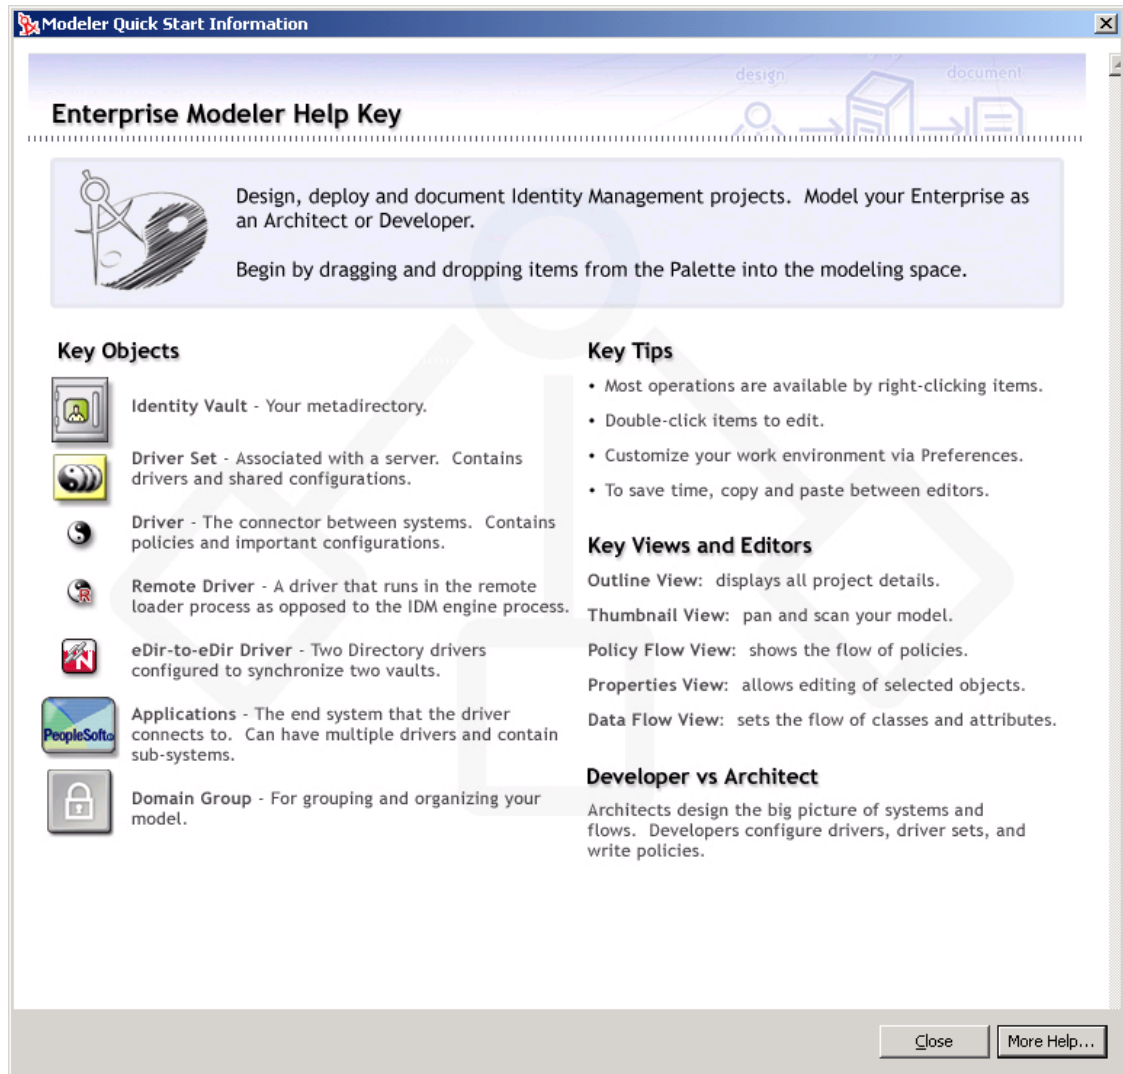 Modeler Quick Start Information
design
document
Enterprise Modeler Help Key
Design, deploy and document Identity Management projects. Model your Enterprise as
an Architect or Developer.
Begin by dragging and dropping items from the Palette into the modeling space.
Key Objects
Identity Vault - Your metadirectory.
Driver Set - Associated with a server. Contains
drivers and shared configurations.
Driver - The connector between systems. Contains
policies and important configurations.
R
Remote Driver - A driver that runs in the remote
loader process as opposed to the IDM engine process.
N
eDir-to-eDir Driver - Two Directory drivers
configured to synchronize two vaults.
PeopleSoft
Applications - The end system that the driver
connects to. Can have multiple drivers and contain
sub-systems.
Domain Group - For grouping and organizing your
model.
Key Tips
• Most operations are available by right-clicking items.
• Double-click items to edit.
• Customize your work environment via Preferences.
• To save time, copy and paste between editors.
Key Views and Editors
Outline View: displays all project details.
Thumbnail View: pan and scan your model.
Policy Flow View: shows the flow of policies.
Properties View: allows editing of selected objects.
Data Flow View: sets the flow of classes and attributes.
Developer vs Architect
Architects design the big picture of systems and
flows. Developers configure drivers, driver sets, and
write policies.
Close
More Help...